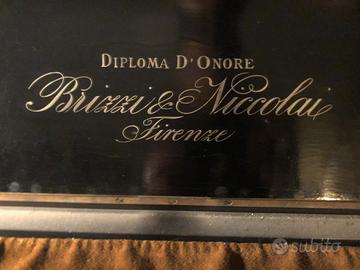 DIPLOMA D'ONORE
Brizzi & Niccolai
Firenze
subito